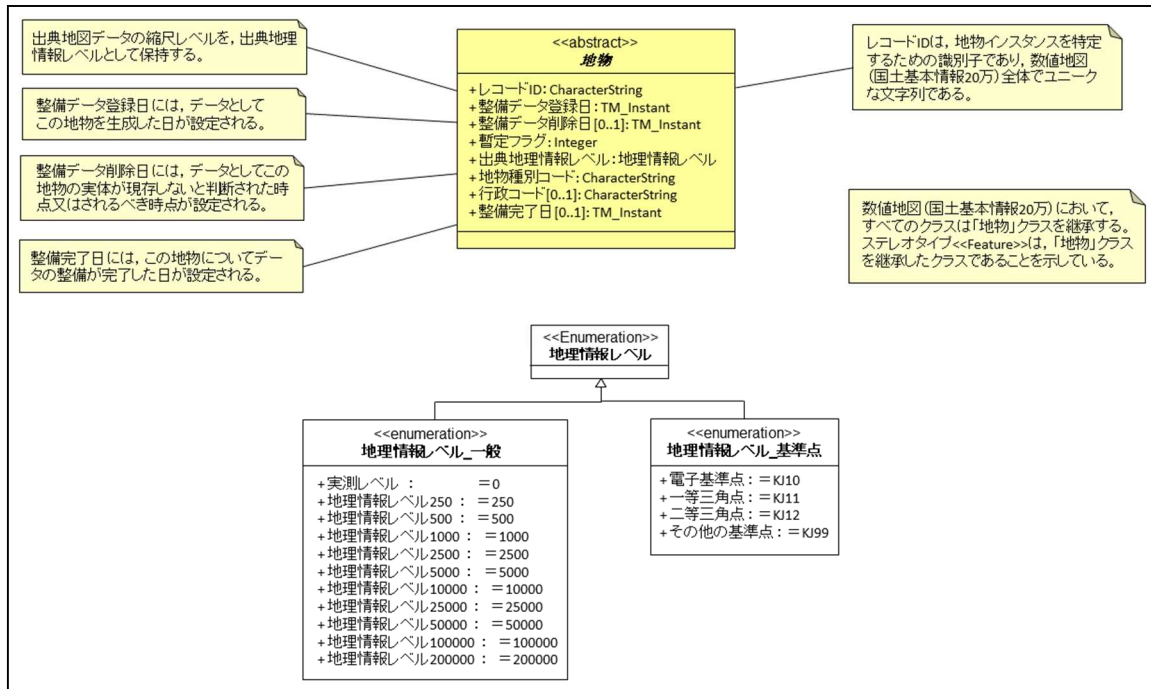 出典地図データの縮尺レベルを，出典地理
情報レベルとして保持する。
整備データ登録日には，データとして
この地物を生成した日が設定される。
整備データ削除日には，データとしてこの
地物の実体が現存しないと判断された時
点又はされるべき時点が設定される。
整備完了日には，この地物についてデー
タの整備が完了した日が設定される。
<<abstract>>
地物
+レコードID: CharacterString
+整備データ登録日：TM_Instant
+整備データ削除日[0..1]: TM_Instant
+暫定フラグ: Integer
+出典地理情報レベル：地理情報レベル
+地物種別コード: CharacterString
+行政コード[0..1]: CharacterString
+整備完了日[0..1]: TM_Instant
レコードIDは，地物インスタンスを特定
するための識別子であり，数値地図
（国土基本情報20万）全体でユニーク
な文字列である。
数値地図（国土基本情報20万）において，
すべてのクラスは「地物」クラスを継承する。
ステレオタイプ<<Feature>>は，「地物」クラス
を継承したクラスであることを示している。
<<Enumeration>>
地理情報レベル
<<enumeration>>
地理情報レベル_一般
+実測レベル： ＝0
+地理情報レベル250：＝250
+地理情報レベル500：＝500
+地理情報レベル1000：＝1000
+地理情報レベル2500：＝2500
+地理情報レベル5000：＝5000
+地理情報レベル10000：＝10000
+地理情報レベル25000：＝25000
+地理情報レベル50000：＝50000
+地理情報レベル100000：＝100000
+地理情報レベル200000：＝200000
<<enumeration>>
地理情報レベル_基準点
+電子基準点：＝KJ10
+一等三角点：＝KJ11
+二等三角点：＝KJ12
+その他の基準点：＝KJ99